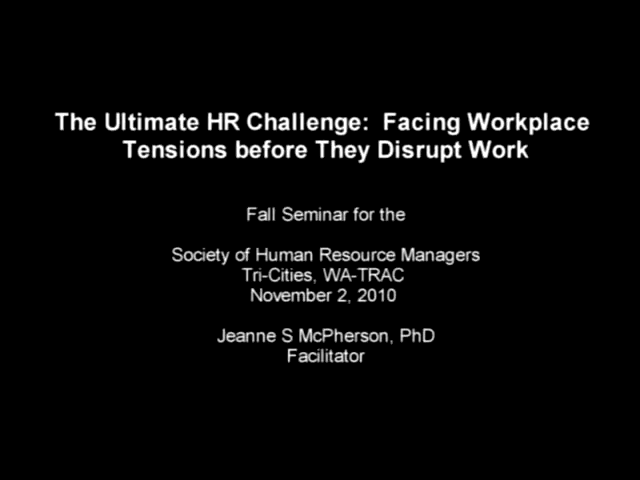 The Ultimate HR Challenge:  Facing Workplace
Tensions before They Disrupt Work
Fall Seminar for the
Society of Human Resource Managers
Tri-Cities, WA-TRAC
November 2, 2010
Jeanne S McPherson, PhD
Facilitator